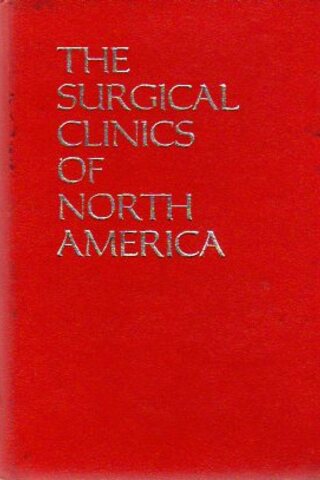 THE
SURGICAL
CLINICS
OF
NORTH
AMERICA